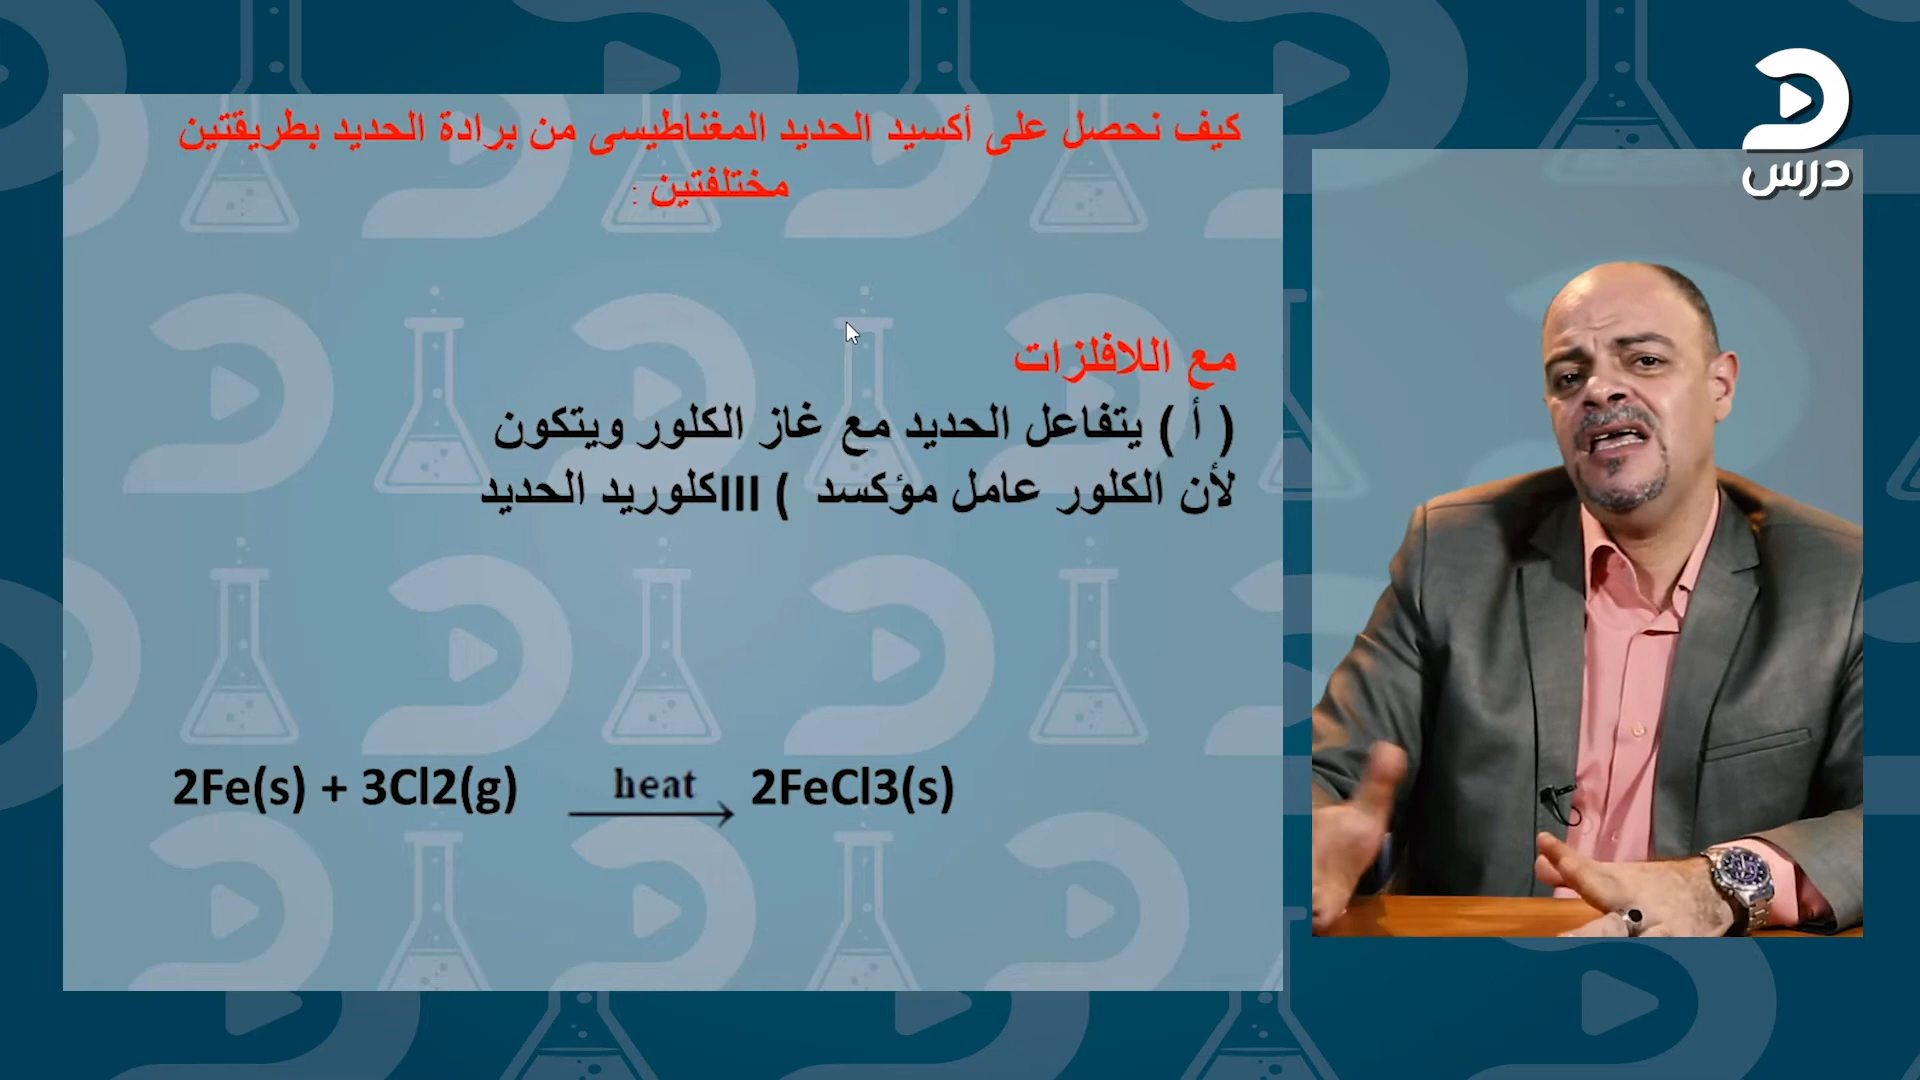 درس
كيف نحصل على أكسيد الحديد المغناطيسى من برادة الحديد بطريقتين
مختلفتين :
مع اللافلزات
( أ ) يتفاعل الحديد مع غاز الكلور ويتكون
لأن الكلور عامل مؤكسد ) IIIكلوريد الحديد
2Fe(s) + 3Cl2(g) heat 2FeCl3(s)